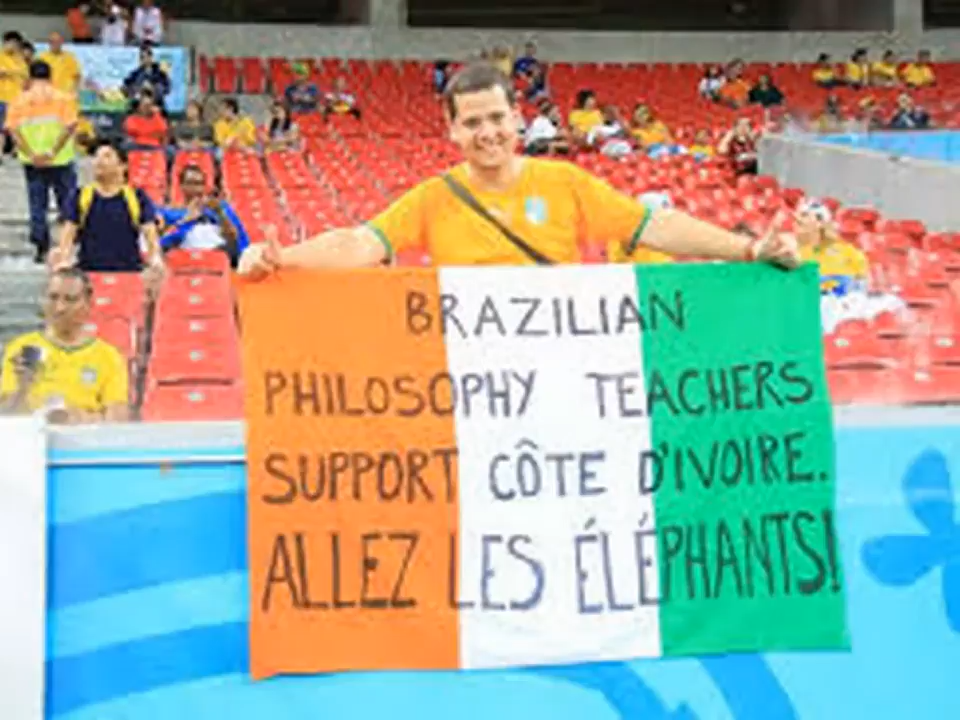 BRAZILIAN
PHILOSOPHY TEACHERS
SUPPORT CÔTE D'IVOIRE.
ALLEZ LES ÉLÉPHANTS!